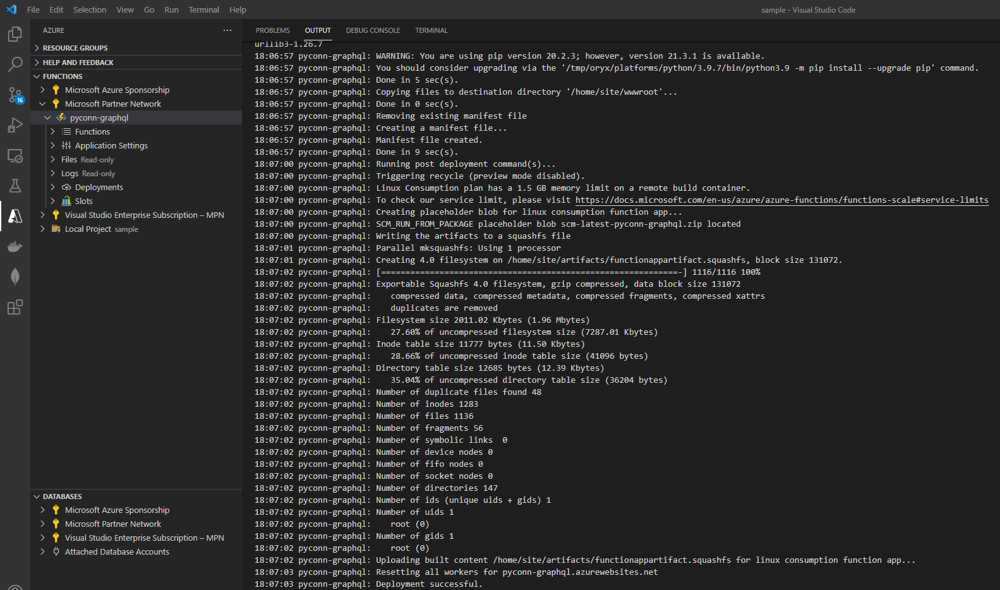 File Edit Selection View Go Run Terminal Help
sample - Visual Studio Code
AZURE
RESOURCE GROUPS
HELP AND FEEDBACK
FUNCTIONS
Microsoft Azure Sponsorship
Microsoft Partner Network
pyconn-graphql
Functions
Application Settings
Files Read-only
Logs Read-only
Deployments
Slots
Visual Studio Enterprise Subscription – MPN
Local Project sample
16
DATABASES
Microsoft Azure Sponsorship
Microsoft Partner Network
Visual Studio Enterprise Subscription – MPN
Attached Database Accounts
PROBLEMS OUTPUT DEBUG CONSOLE TERMINAL
urllib3-1.26.7
18:06:57 pyconn-graphql: WARNING: You are using pip version 20.2.3; however, version 21.3.1 is available.
18:06:57 pyconn-graphql: You should consider upgrading via the '/tmp/oryx/platforms/python/3.9.7/bin/python3.9 -m pip install --upgrade pip' command.
18:06:57 pyconn-graphql: Done in 5 sec(s).
18:06:57 pyconn-graphql: Copying files to destination directory '/home/site/wwwroot'...
18:06:57 pyconn-graphql: Done in 0 sec(s).
18:06:57 pyconn-graphql: Removing existing manifest file
18:06:57 pyconn-graphql: Creating a manifest file...
18:06:57 pyconn-graphql: Manifest file created.
18:06:57 pyconn-graphql: Done in 9 sec(s).
18:07:00 pyconn-graphql: Running post deployment command(s)...
18:07:00 pyconn-graphql: Triggering recycle (preview mode disabled).
18:07:00 pyconn-graphql: Linux Consumption plan has a 1.5 GB memory limit on a remote build container.
18:07:00 pyconn-graphql: To check our service limit, please visit https://docs.microsoft.com/en-us/azure/azure-functions/functions-scale#service-limits
18:07:00 pyconn-graphql: Creating placeholder blob for linux consumption function app...
18:07:00 pyconn-graphql: SCM_RUN_FROM_PACKAGE placeholder blob scm-latest-pyconn-graphql.zip located
18:07:00 pyconn-graphql: Writing the artifacts to a squashfs file
18:07:01 pyconn-graphql: Parallel mksquashfs: Using 1 processor
18:07:01 pyconn-graphql: Creating 4.0 filesystem on /home/site/artifacts/functionappartifact.squashfs, block size 131072.
18:07:02 pyconn-graphql: [=============================================================-] 1116/1116 100%
18:07:02 pyconn-graphql: Exportable Squashfs 4.0 filesystem, gzip compressed, data block size 131072
18:07:02 pyconn-graphql:    compressed data, compressed metadata, compressed fragments, compressed xattrs
18:07:02 pyconn-graphql:    duplicates are removed
18:07:02 pyconn-graphql: Filesystem size 2011.02 Kbytes (1.96 Mbytes)
18:07:02 pyconn-graphql:    27.60% of uncompressed filesystem size (7287.01 Kbytes)
18:07:02 pyconn-graphql: Inode table size 11777 bytes (11.50 Kbytes)
18:07:02 pyconn-graphql:    28.66% of uncompressed inode table size (41096 bytes)
18:07:02 pyconn-graphql: Directory table size 12685 bytes (12.39 Kbytes)
18:07:02 pyconn-graphql:    35.04% of uncompressed directory table size (36204 bytes)
18:07:02 pyconn-graphql: Number of duplicate files found 48
18:07:02 pyconn-graphql: Number of inodes 1283
18:07:02 pyconn-graphql: Number of files 1136
18:07:02 pyconn-graphql: Number of fragments 56
18:07:02 pyconn-graphql: Number of symbolic links  0
18:07:02 pyconn-graphql: Number of device nodes 0
18:07:02 pyconn-graphql: Number of fifo nodes 0
18:07:02 pyconn-graphql: Number of socket nodes 0
18:07:02 pyconn-graphql: Number of directories 147
18:07:02 pyconn-graphql: Number of ids (unique uids + gids) 1
18:07:02 pyconn-graphql: Number of uids 1
18:07:02 pyconn-graphql:    root (0)
18:07:02 pyconn-graphql: Number of gids 1
18:07:02 pyconn-graphql:    root (0)
18:07:02 pyconn-graphql: Uploading built content /home/site/artifacts/functionappartifact.squashfs for linux consumption function app...
18:07:03 pyconn-graphql: Resetting all workers for pyconn-graphql.azurewebsites.net
18:07:03 pyconn-graphql: Deployment successful.